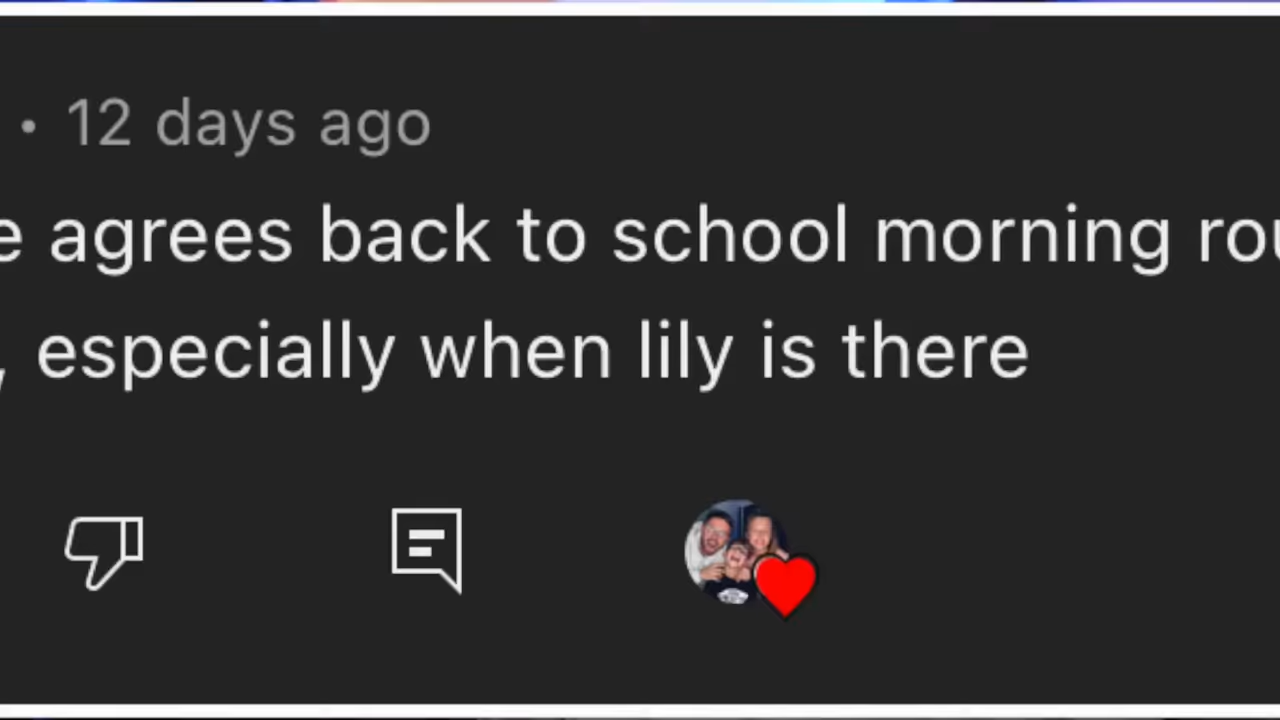 • 12 days ago
agrees back to school morning
, especially when lily is there